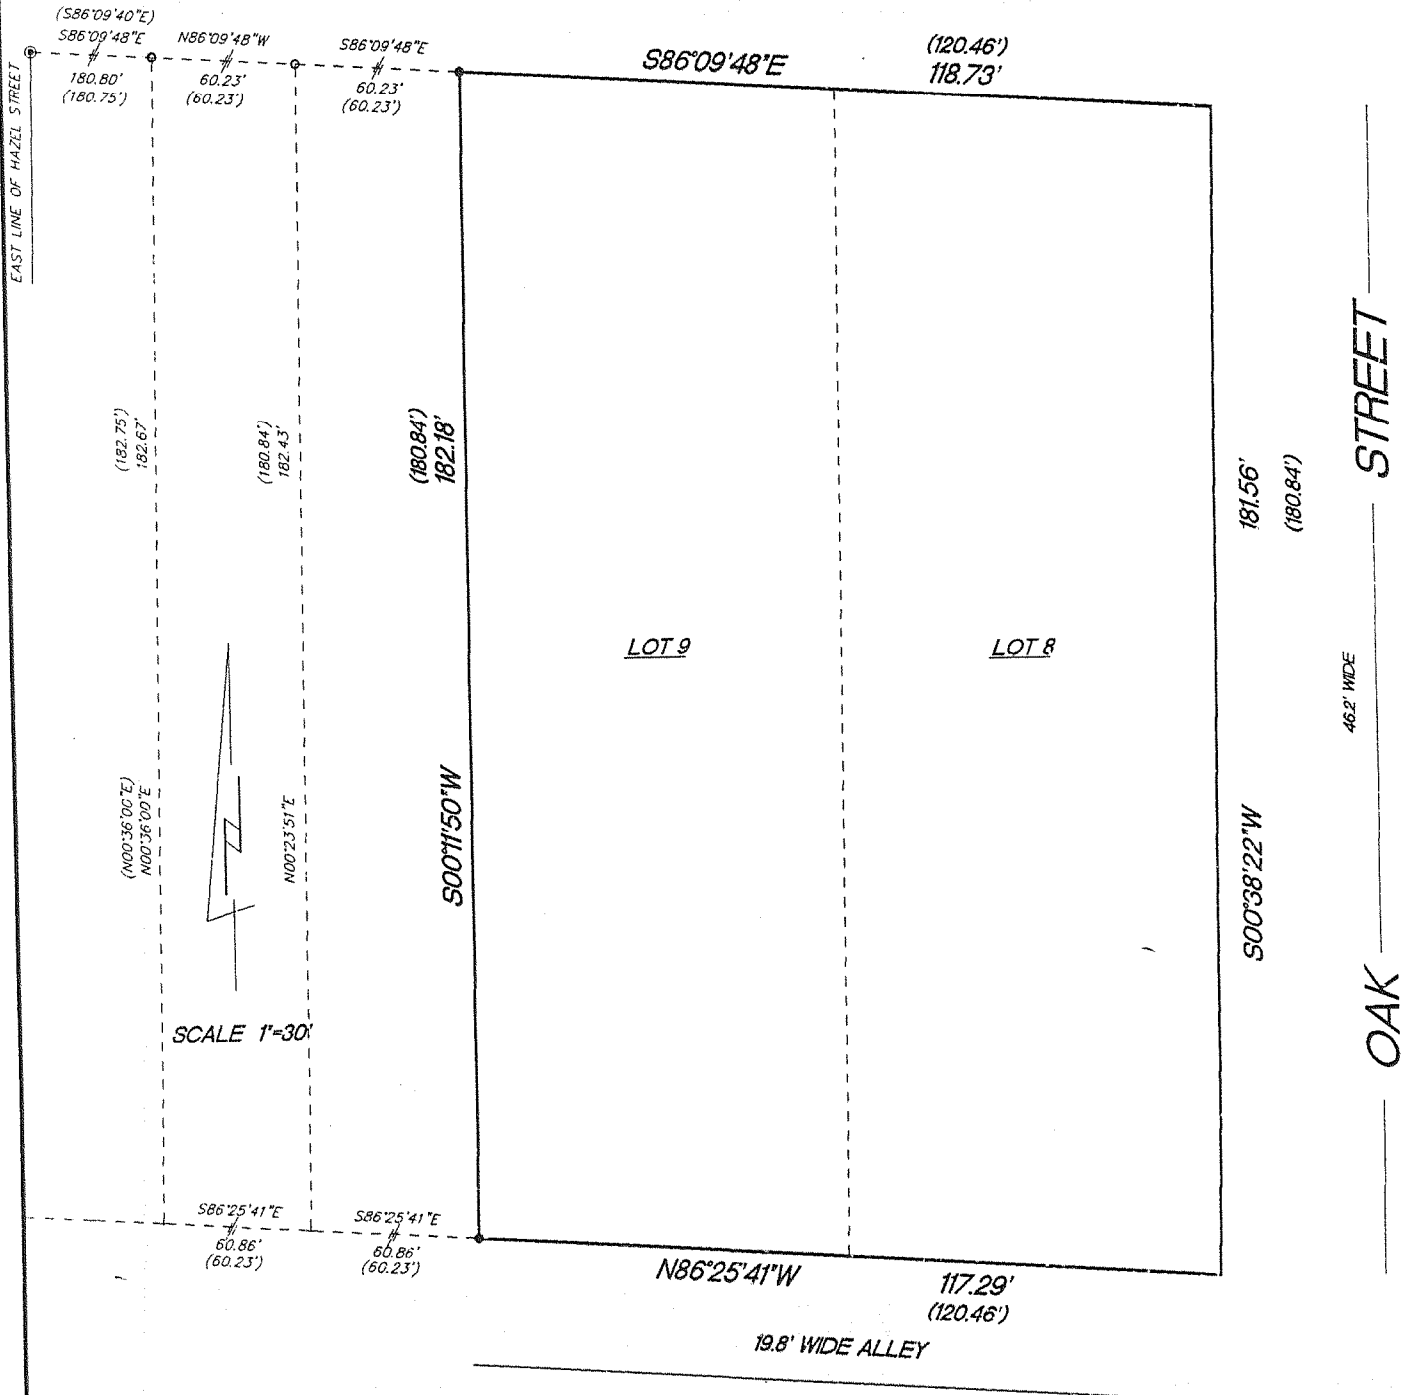 (S86°09'40"E)
S86°09'48"E
180.80'
(180.75')
N86°09'48"W
60.23'
(60.23')
S86°09'48"E
60.23'
(60.23')
S86°09'48"E
(120.46')
118.73'
EAST LINE OF HAZEL STREET
(182.75')
182.67'
(180.84')
182.43'
(180.84')
182.18'
181.56'
(180.84')
STREET
LOT 9
LOT 8
46.2' WIDE
(N00°36'00"E)
N00°36'00"E
N00°23'51"E
S00°11'50"W
S00°38'22"W
OAK
SCALE 1"=30'
S86°25'41"E
60.86'
(60.23')
S86°25'41"E
60.86'
(60.23')
N86°25'41"W
117.29'
(120.46')
19.8' WIDE ALLEY